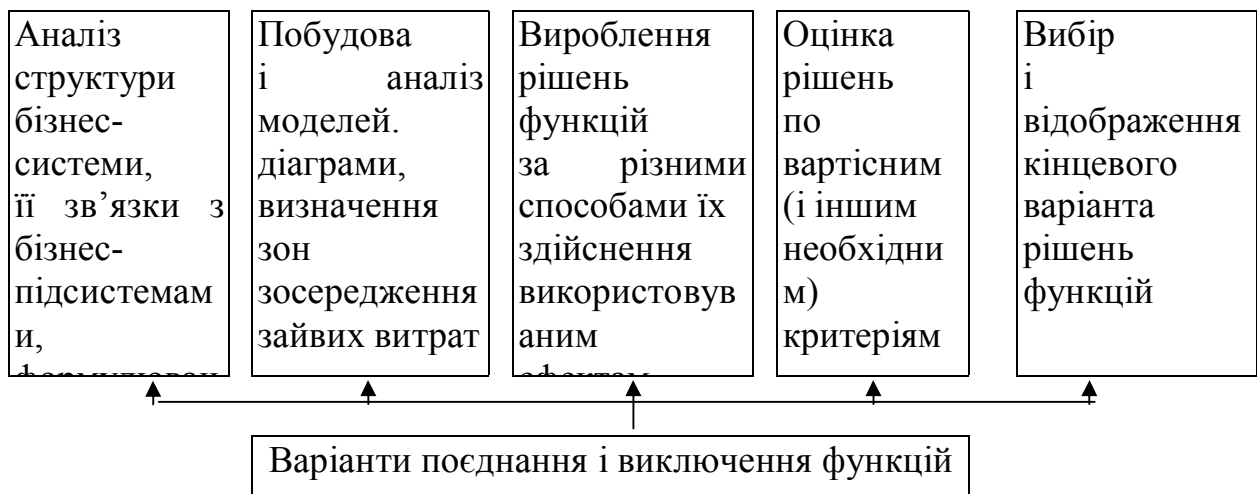 Аналіз
структури
бізнес-
системи,
її зв’язки з
бізнес-
підсистемам
и,
Побудова
і аналіз
моделей.
діаграми,
визначення
зон
зосередження
зайвих витрат
Вироблення
рішень
функцій
за різними
способами їх
здійснення
використовув
аним
Оцінка
рішень
по
вартісним
(і іншим
необхідни
м)
критеріям
Вибір
і
відображення
кінцевого
варіанта
рішень
функцій
Варіанти поєднання і виключення функцій